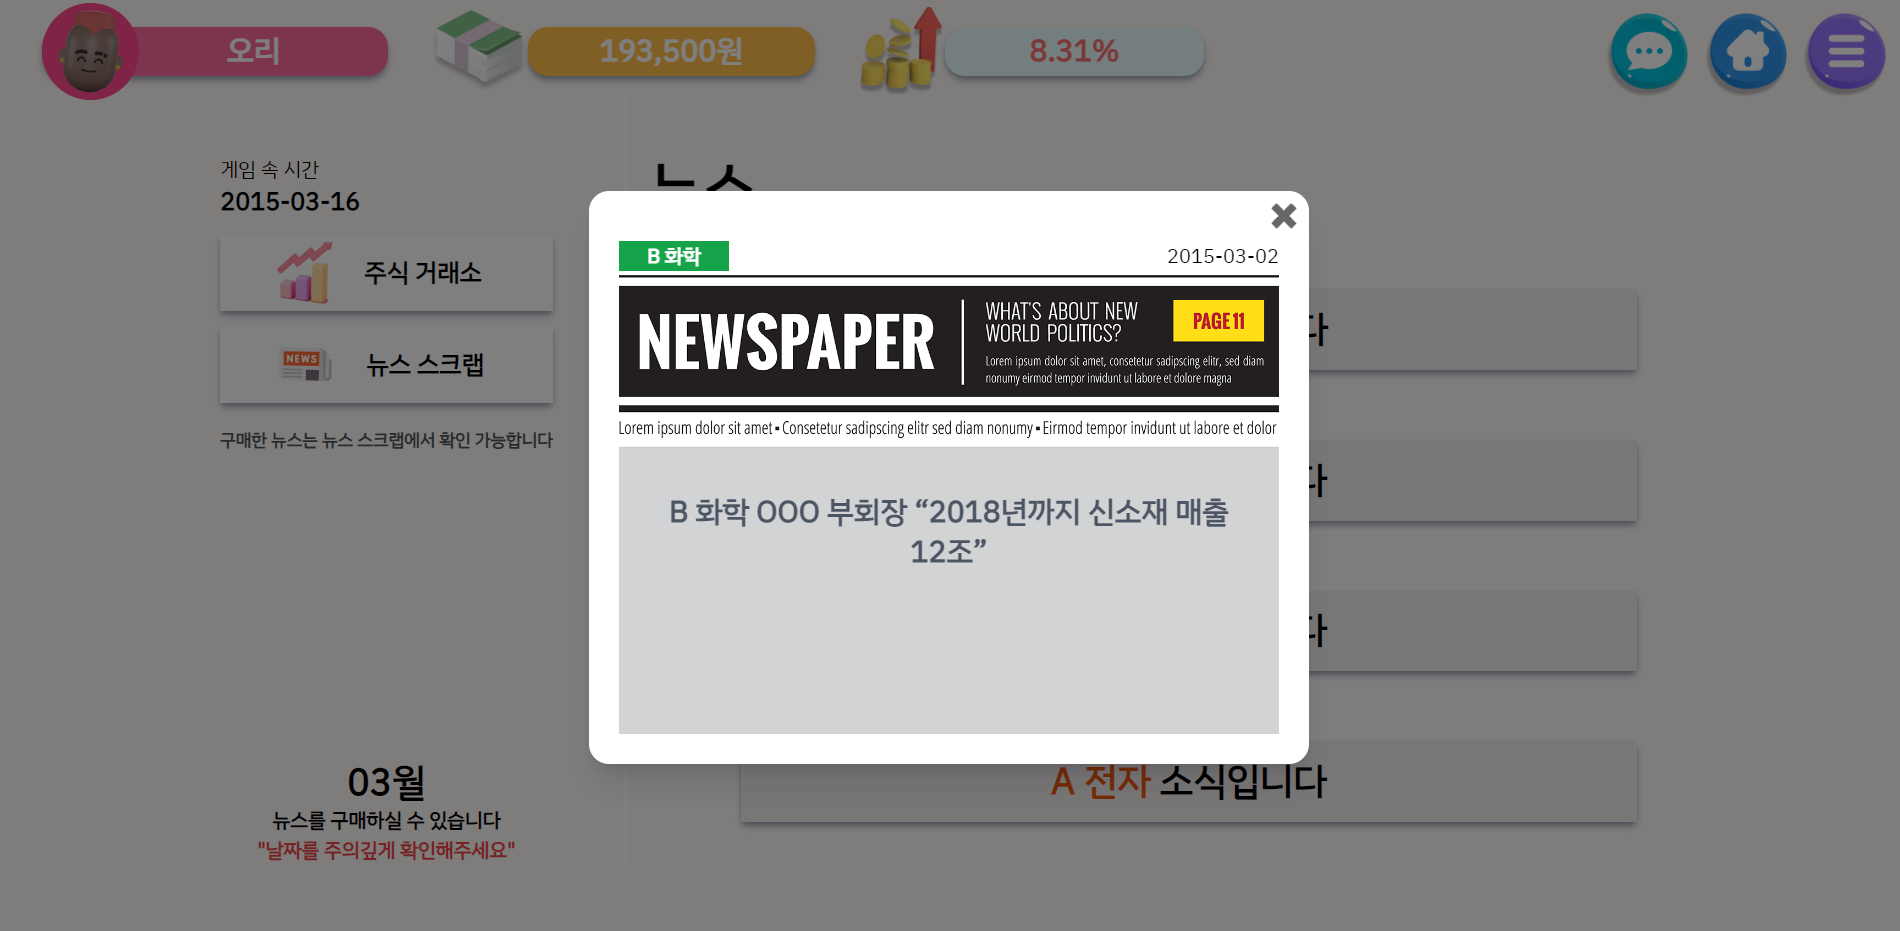 오리
193,500원
8.31%
게임 속 시간
2015-03-16
주식 거래소
NEWS
뉴스 스크랩
구매한 뉴스는 뉴스 스크랩에서 확인 가능합니다
03월
뉴스를 구매하실 수 있습니다
"날짜를 주의깊게 확인해주세요"
뉴스
B 화학
2015-03-02
NEWSPAPER
WHAT'S ABOUT NEW
WORLD POLITICS?
PAGE 11
Lorem ipsum dolor sit amet, consetetur sadipscing elitr, sed diam
nonumy eirmod tempor invidunt ut labore et dolore magna
Lorem ipsum dolor sit amet ▪ Consetetur sadipscing elitr sed diam nonumy ▪ Eirmod tempor invidunt ut labore et dolor
B 화학 OOO 부회장 “2018년까지 신소재 매출
12조”
다
다
다
A 전자 소식입니다